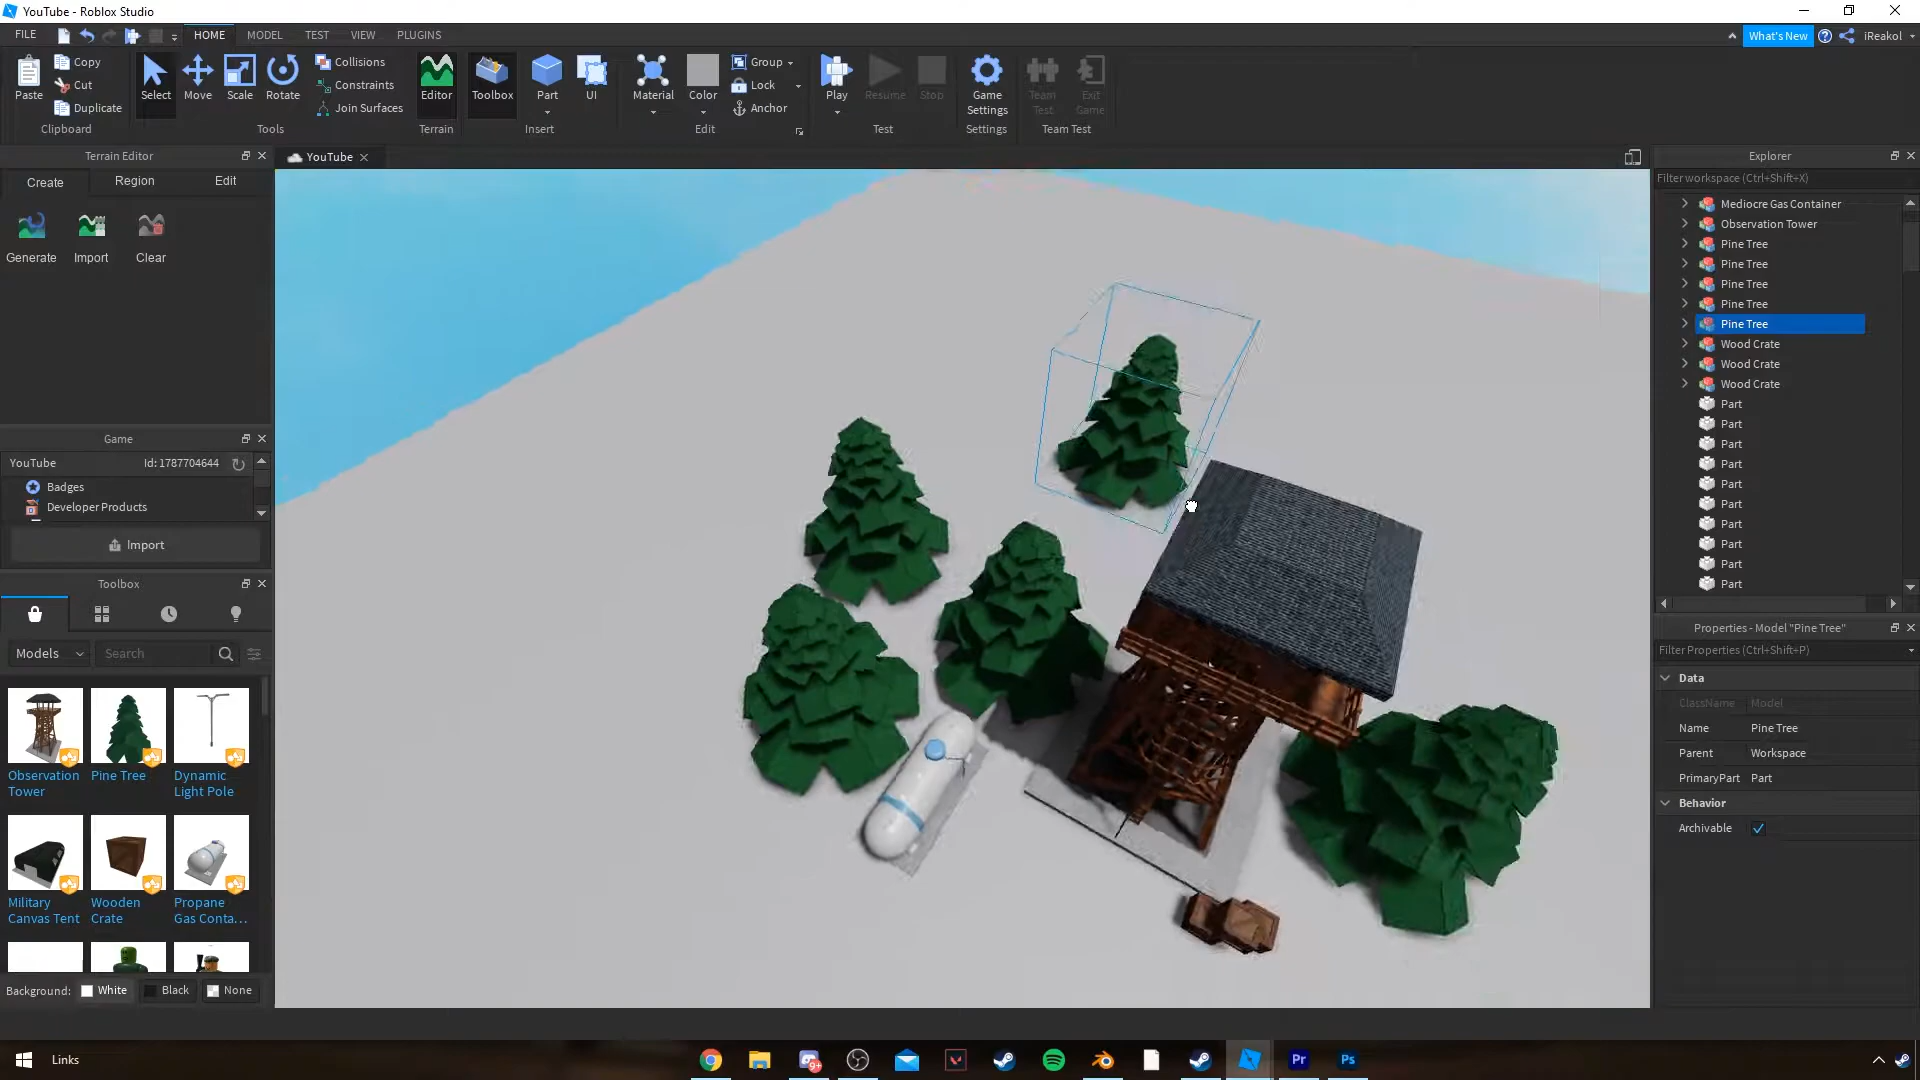 YouTube - Roblox Studio
FILE
HOME
MODEL
TEST
VIEW
PLUGINS
What's New
iReakol
Paste
Copy
Cut
Duplicate
Clipboard
Select
Move
Scale
Rotate
Collisions
Constraints
Join Surfaces
Tools
Editor
Terrain
Toolbox
Part
UI
Insert
Material
Color
Group
Lock
Anchor
Edit
Play
Resume
Stop
Test
Game
Settings
Settings
Team
Test
Exit
Game
Team Test
Terrain Editor
Create
Region
Edit
Generate
Import
Clear
Game
YouTube
Id: 1787704644
Badges
Developer Products
Import
Toolbox
Models
Search
Observation
Tower
Pine Tree
Dynamic
Light Pole
Military
Canvas Tent
Wooden
Crate
Propane
Gas Conta...
Background:
White
Black
None
YouTube
Explorer
Filter workspace (Ctrl+Shift+X)
Mediocre Gas Container
Observation Tower
Pine Tree
Pine Tree
Pine Tree
Pine Tree
Pine Tree
Wood Crate
Wood Crate
Wood Crate
Part
Part
Part
Part
Part
Part
Part
Part
Part
Part
Properties - Model "Pine Tree"
Filter Properties (Ctrl+Shift+P)
Data
ClassName Model
Name Pine Tree
Parent Workspace
PrimaryPart Part
Behavior
Archivable
Links
9+
Pr
Ps